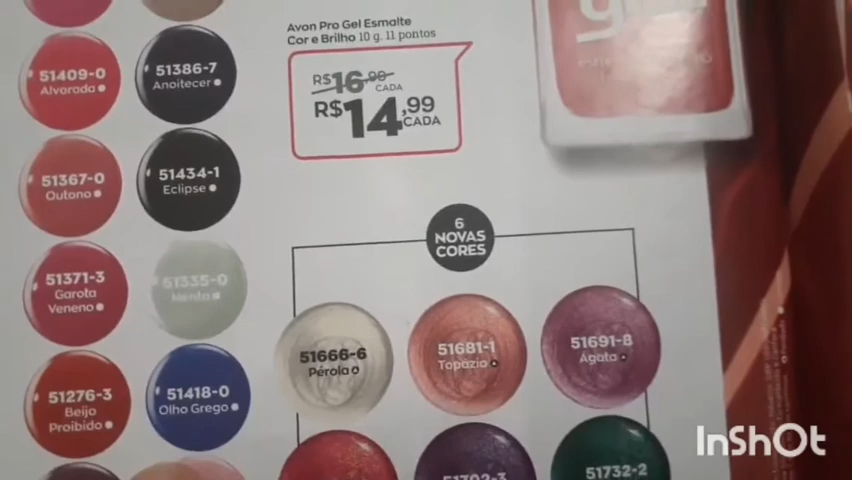 Avon Pro Gel Esmalte
Cor e Brilho 10 g. 11 pontos
R$16,99
CADA
R$14,99
CADA
51409-0
Alvorada
51386-7
Anoitecer
51367-0
Outono
51434-1
Eclipse
51371-3
Garota
Veneno
51335-0
Menta
51276-3
Beijo
Proibido
51418-0
Olho Grego
6
NOVAS
CORES
51666-6
Pérola
51681-1
Topázio
51691-8
Ágata
51732-2
InShOt